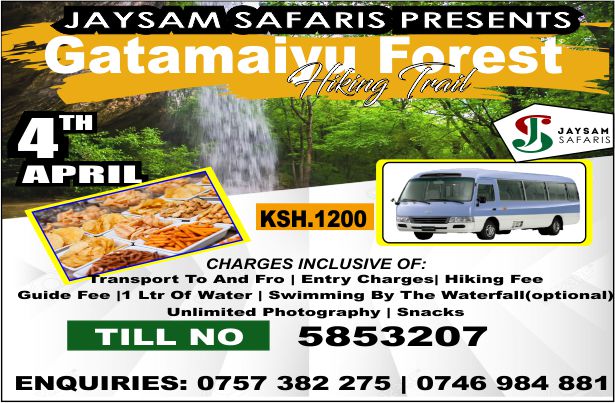 JAYSAM SAFARIS PRESENTS
Gatamaiyu Forest
Hiking Trail
4TH
APRIL
JS
JAYSAM
SAFARIS
KSH.1200
CHARGES INCLUSIVE OF:
Transport To And Fro | Entry Charges| Hiking Fee
Guide Fee |1 Ltr Of Water | Swimming By The Waterfall(optional)
Unlimited Photography | Snacks
TILL NO 5853207
ENQUIRIES: 0757 382 275 | 0746 984 881